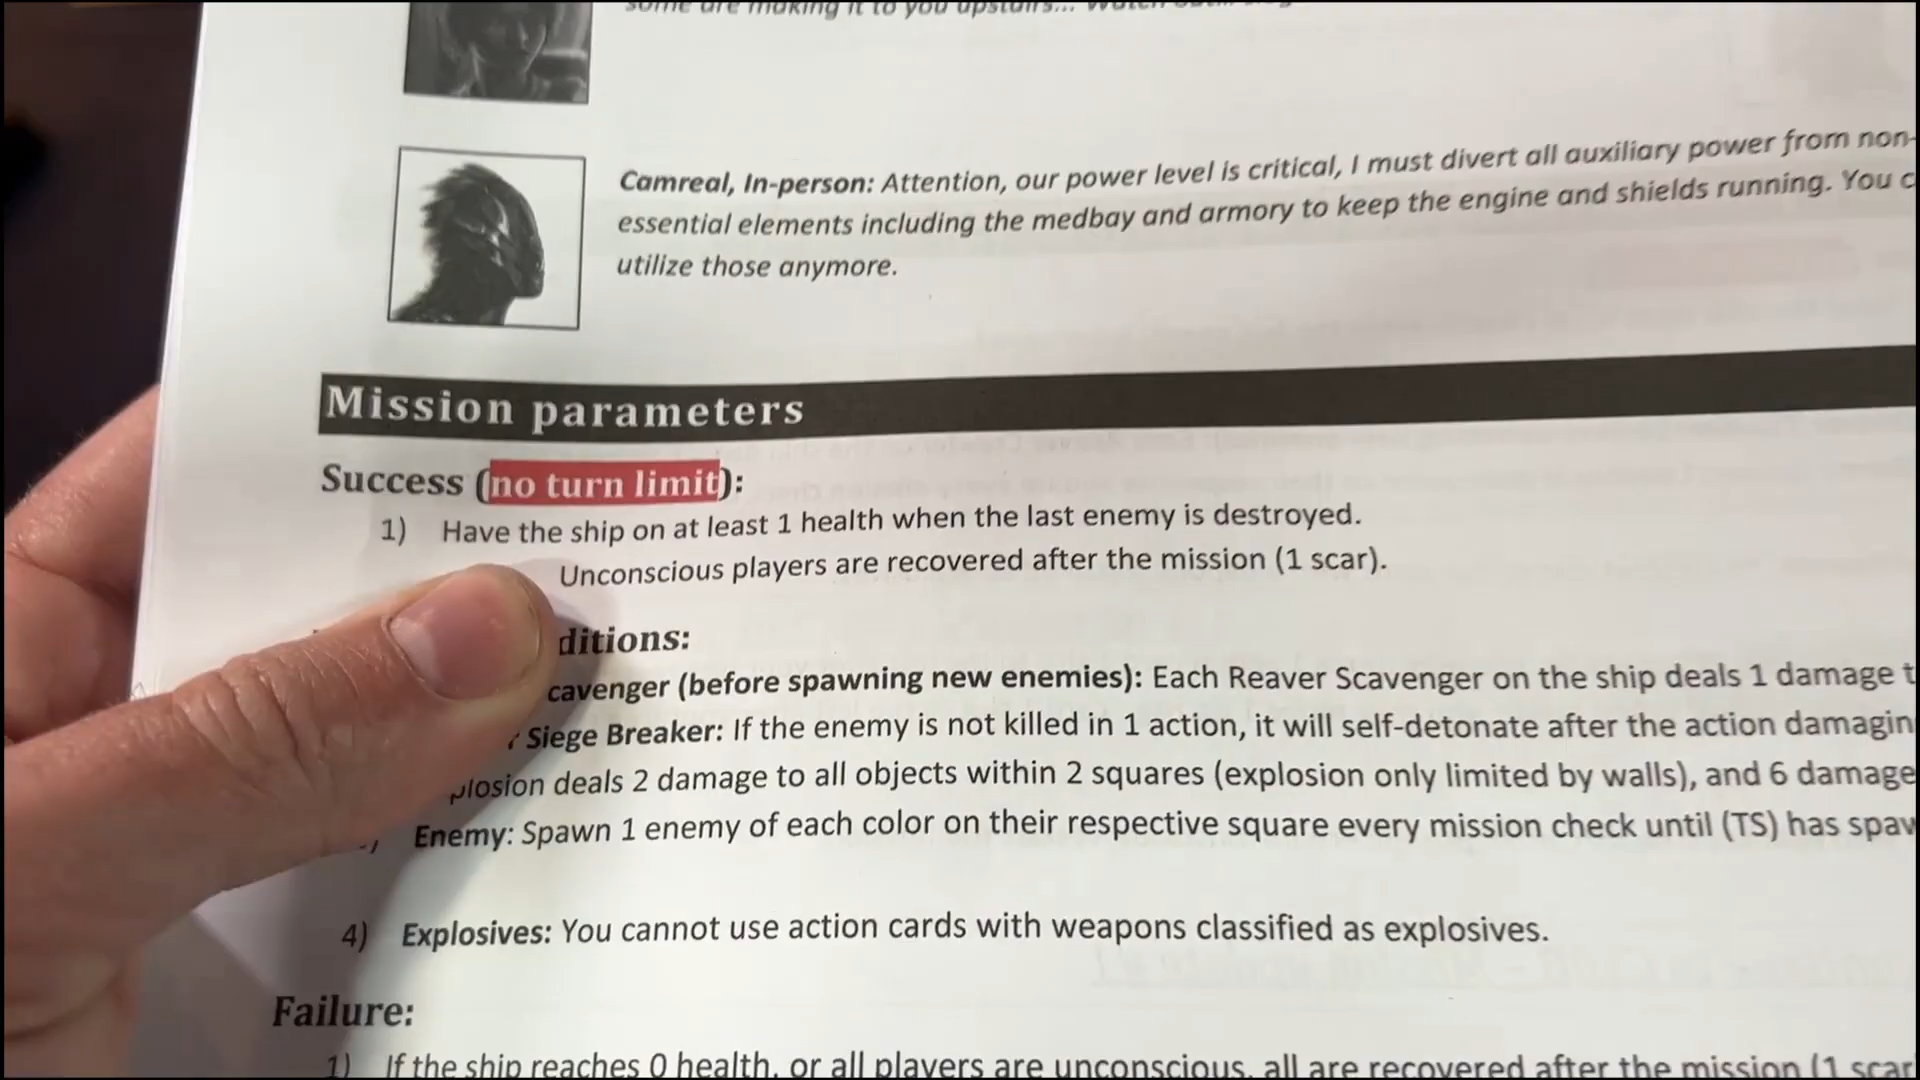 some are making it to you upstairs...
Camreal, In-person: Attention, our power level is critical, I must divert all auxiliary power from non-
essential elements including the medbay and armory to keep the engine and shields running. You
utilize those anymore.
Mission parameters
Success (no turn limit):
1) Have the ship on at least 1 health when the last enemy is destroyed.
Unconscious players are recovered after the mission (1 scar).
ditions:
cavenger (before spawning new enemies): Each Reaver Scavenger on the ship deals 1 damage
Siege Breaker: If the enemy is not killed in 1 action, it will self-detonate after the action damagin
plosion deals 2 damage to all objects within 2 squares (explosion only limited by walls), and 6 damage
Enemy: Spawn 1 enemy of each color on their respective square every mission check until (TS) has
4) Explosives: You cannot use action cards with weapons classified as explosives.
Failure:
1) If the ship reaches 0 health, or all players are unconscious, all are recovered after the mission (1 scar